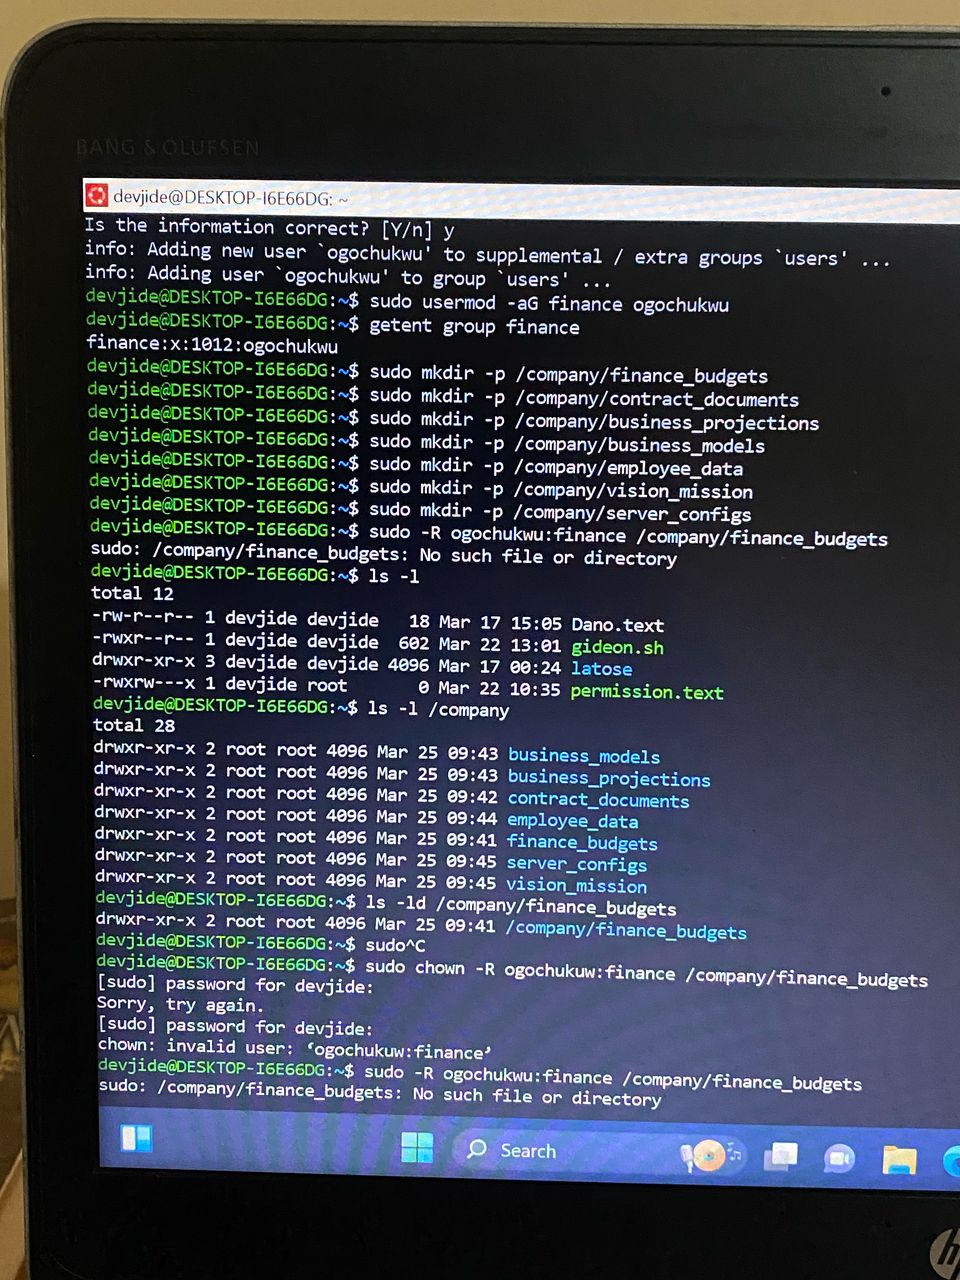 BANG & OLUFSEN
devjide@DESKTOP-I6E66DG: ~
Is the information correct? [Y/n] y
info: Adding new user `ogochukwu' to supplemental / extra groups `users' ...
info: Adding user `ogochukwu' to group `users' ...
devjide@DESKTOP-I6E66DG:~$ sudo usermod -aG finance ogochukwu
devjide@DESKTOP-I6E66DG:~$ getent group finance
finance:x:1012:ogochukwu
devjide@DESKTOP-I6E66DG:~$ sudo mkdir -p /company/finance_budgets
devjide@DESKTOP-I6E66DG:~$ sudo mkdir -p /company/contract_documents
devjide@DESKTOP-I6E66DG:~$ sudo mkdir -p /company/business_projections
devjide@DESKTOP-I6E66DG:~$ sudo mkdir -p /company/business_models
devjide@DESKTOP-I6E66DG:~$ sudo mkdir -p /company/employee_data
devjide@DESKTOP-I6E66DG:~$ sudo mkdir -p /company/vision_mission
devjide@DESKTOP-I6E66DG:~$ sudo mkdir -p /company/server_configs
devjide@DESKTOP-I6E66DG:~$ sudo -R ogochukwu:finance /company/finance_budgets
sudo: /company/finance_budgets: No such file or directory
devjide@DESKTOP-I6E66DG:~$ ls -l
total 12
-rw-r--r-- 1 devjide devjide   18 Mar 17 15:05 Dano.text
-rwxr--r-- 1 devjide devjide  602 Mar 22 13:01 gideon.sh
drwxr-xr-x 3 devjide devjide 4096 Mar 17 00:24 latose
-rwxrw---x 1 devjide root       0 Mar 22 10:35 permission.text
devjide@DESKTOP-I6E66DG:~$ ls -l /company
total 28
drwxr-xr-x 2 root root 4096 Mar 25 09:43 business_models
drwxr-xr-x 2 root root 4096 Mar 25 09:43 business_projections
drwxr-xr-x 2 root root 4096 Mar 25 09:42 contract_documents
drwxr-xr-x 2 root root 4096 Mar 25 09:44 employee_data
drwxr-xr-x 2 root root 4096 Mar 25 09:41 finance_budgets
drwxr-xr-x 2 root root 4096 Mar 25 09:45 server_configs
drwxr-xr-x 2 root root 4096 Mar 25 09:45 vision_mission
devjide@DESKTOP-I6E66DG:~$ ls -ld /company/finance_budgets
drwxr-xr-x 2 root root 4096 Mar 25 09:41 /company/finance_budgets
devjide@DESKTOP-I6E66DG:~$ sudo^C
devjide@DESKTOP-I6E66DG:~$ sudo chown -R ogochukuw:finance /company/finance_budgets
[sudo] password for devjide:
Sorry, try again.
[sudo] password for devjide:
chown: invalid user: ‘ogochukuw:finance’
devjide@DESKTOP-I6E66DG:~$ sudo -R ogochukwu:finance /company/finance_budgets
sudo: /company/finance_budgets: No such file or directory
Search
hp